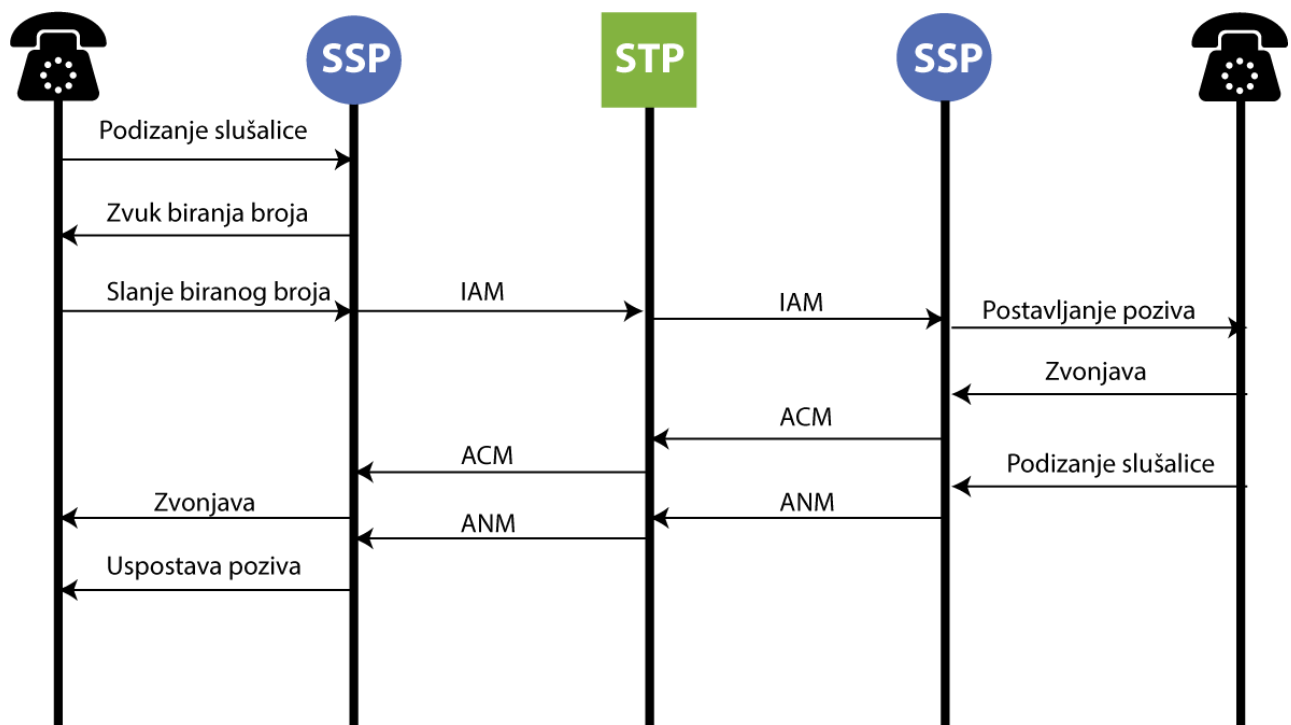 SSP
STP
SSP
Podizanje slušalice
Zvuk biranja broja
Slanje biranog broja
IAM
IAM
Postavljanje poziva
Zvonjava
ACM
ACM
Podizanje slušalice
Zvonjava
ANM
ANM
Uspostava poziva